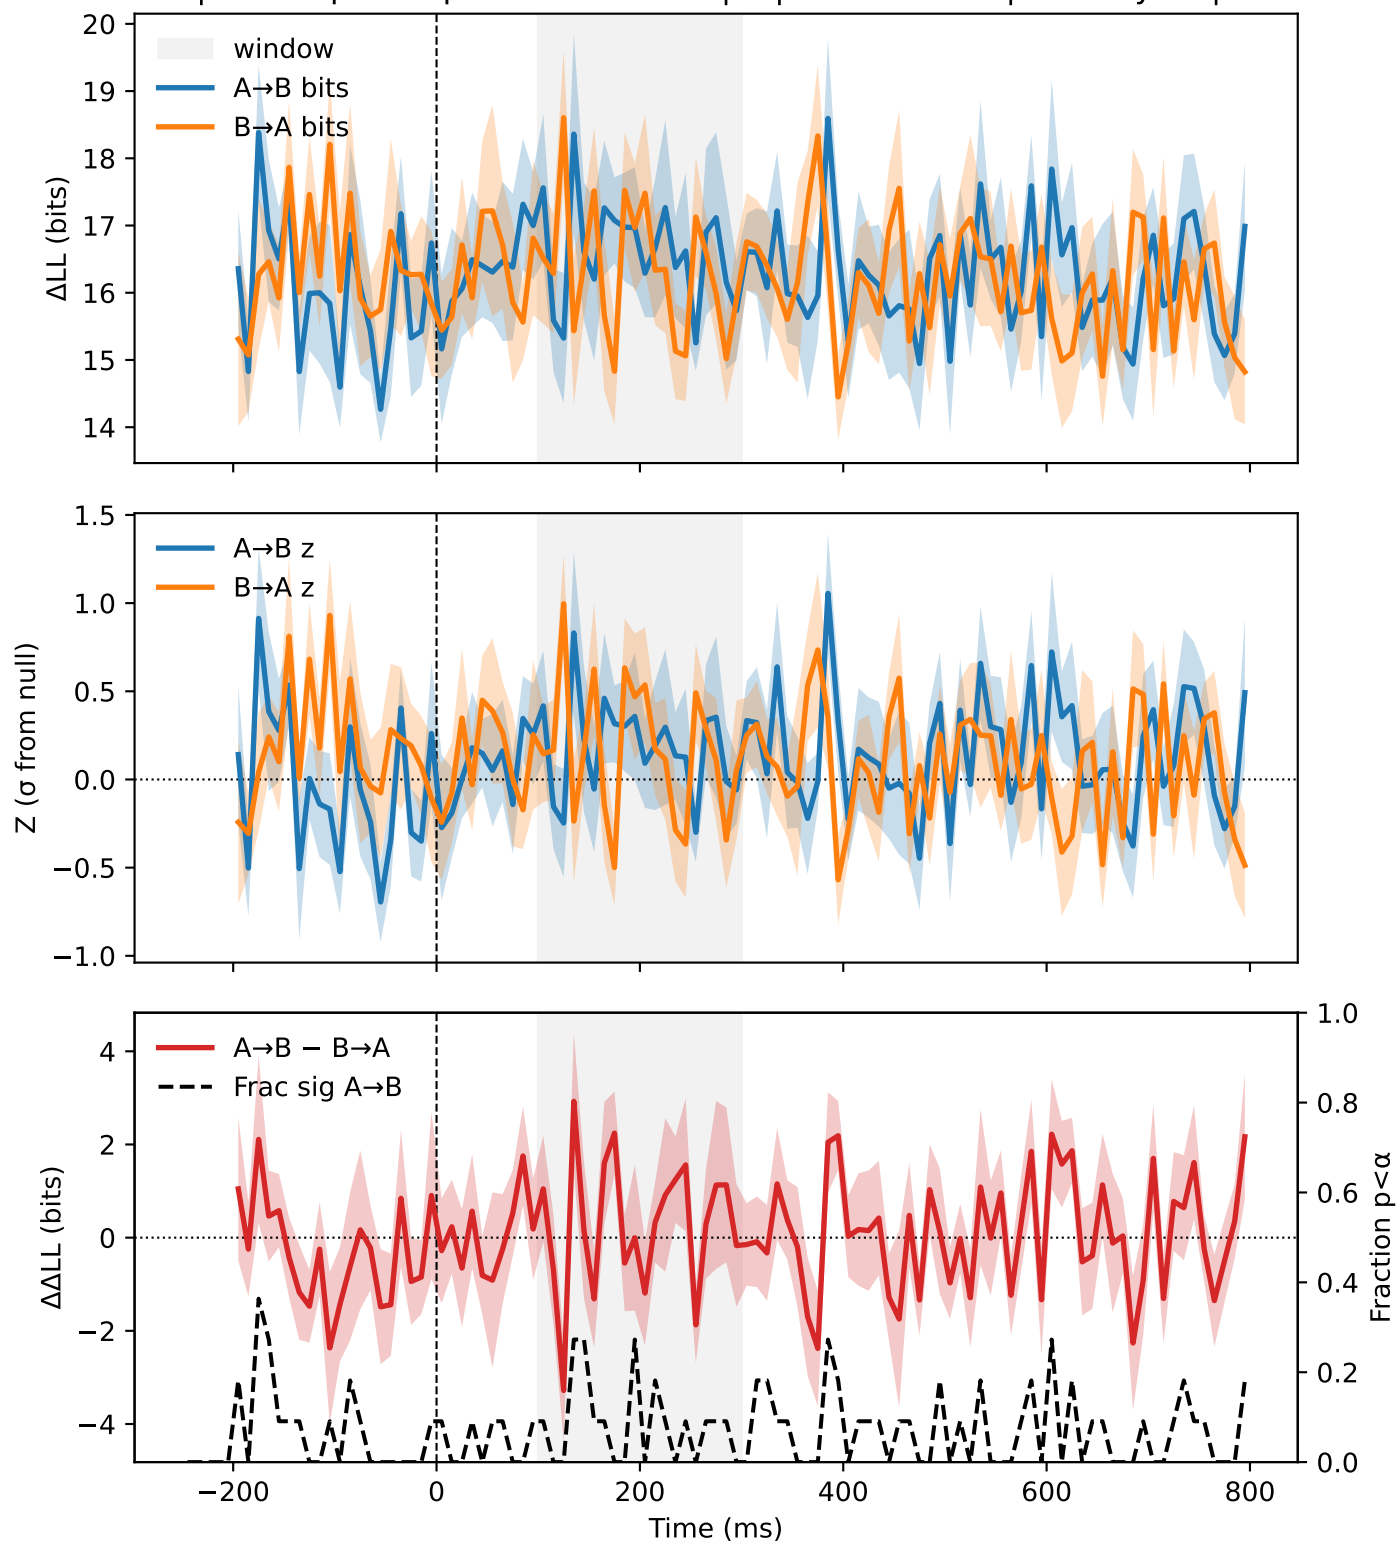 20
19
18
17
16
15
14
ΔLL (bits)
window
A→B bits
B→A bits
1.5
1.0
0.5
0.0
−0.5
−1.0
Z (σ from null)
A→B z
B→A z
4
2
0
−2
−4
ΔΔLL (bits)
A→B − B→A
Frac sig A→B
1.0
0.8
0.6
0.4
0.2
0.0
Fraction p<α
−200 0 200 400 600 800
Time (ms)